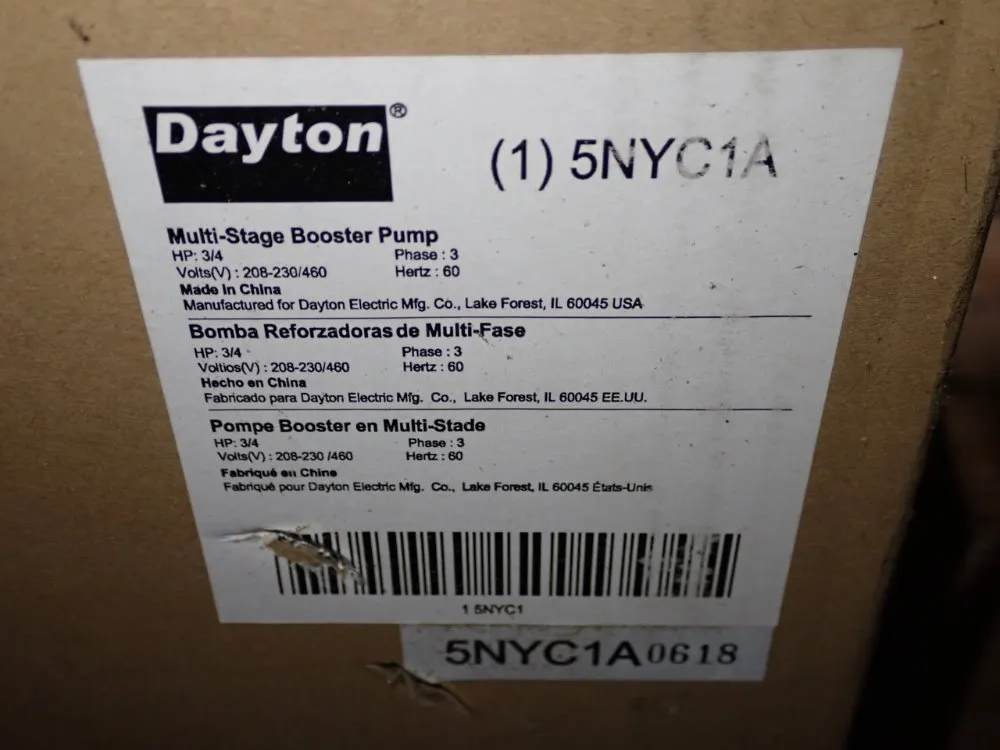 Dayton®
(1) 5NYC1A
Multi-Stage Booster Pump
HP: 3/4 Phase : 3
Volts(V) : 208-230/460 Hertz : 60
Made In China
Manufactured for Dayton Electric Mfg. Co., Lake Forest, IL 60045 USA
Bomba Reforzadoras de Multi-Fase
HP: 3/4 Phase : 3
Voltios(V) : 208-230/460 Hertz : 60
Hecho en China
Fabricado para Dayton Electric Mfg. Co., Lake Forest, IL 60045 EE.UU.
Pompe Booster en Multi-Stade
HP: 3/4 Phase : 3
Volts(V) : 208-230 /460 Hertz : 60
Fabriqué en Chine
Fabriqué pour Dayton Electric Mfg. Co., Lake Forest, IL 60045 États-Unis
1 5NYC1
5NYC1A0618